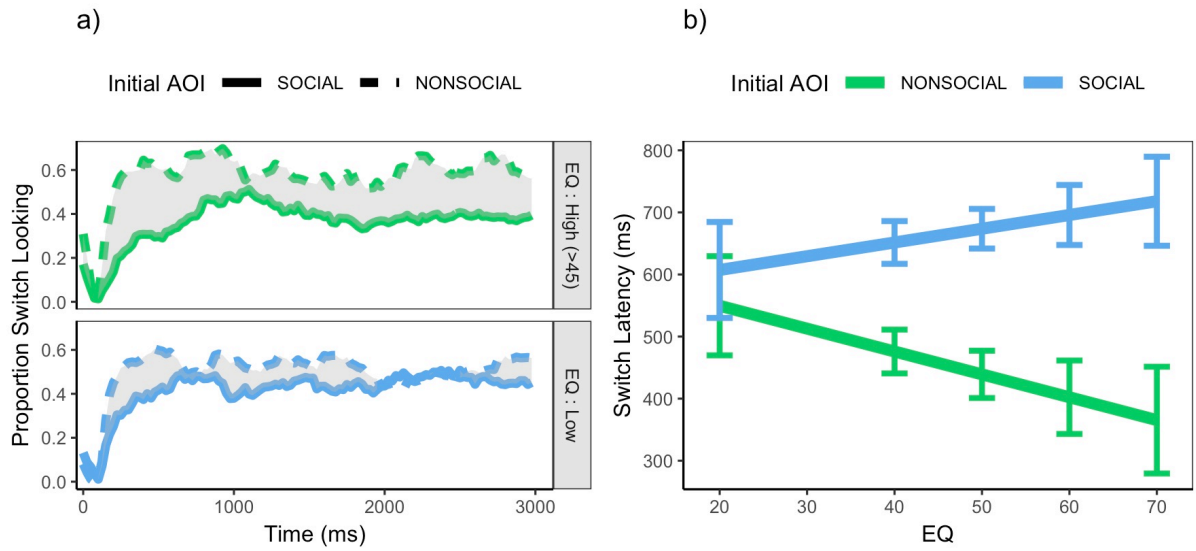 a)
Initial AOI SOCIAL NONSOCIAL
Proportion Switch Looking
0.6
0.4
0.2
0.0
EQ : High (>45)
0.6
0.4
0.2
0.0
EQ : Low
0 1000 2000 3000
Time (ms)
b)
Initial AOI NONSOCIAL SOCIAL
Switch Latency (ms)
800
700
600
500
400
300
20 30 40 50 60 70
EQ